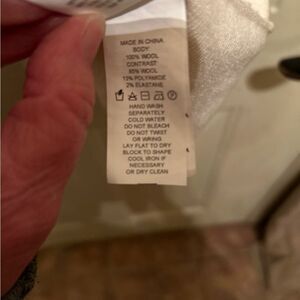 MADE IN CHINA
BODY:
100% WOOL
CONTRAST
85% WOOL
13% POLYAMIDE
2% ELASTANE
HAND WASH
SEPARATELY
COLD WATER
DO NOT BLEACH
DO NOT TWIST
OR WRING
LAY FLAT TO DRY
BLOCK TO SHAPE
COOL IRON IF
NECESSARY
OR DRY CLEAN